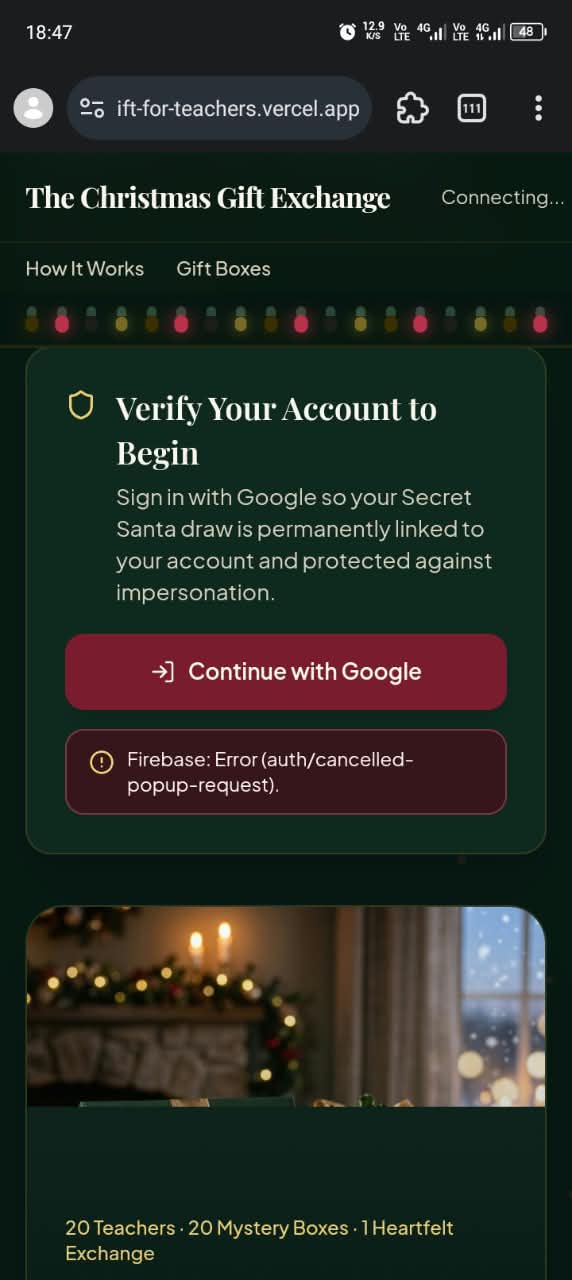 18:47
12.9
K/S
Vo
LTE
4G
Vo
LTE
4G
48
ift-for-teachers.vercel.app
111
The Christmas Gift Exchange
Connecting...
How It Works
Gift Boxes
Verify Your Account to
Begin
Sign in with Google so your Secret
Santa draw is permanently linked to
your account and protected against
impersonation.
Continue with Google
Firebase: Error (auth/cancelled-
popup-request).
20 Teachers · 20 Mystery Boxes · 1 Heartfelt
Exchange